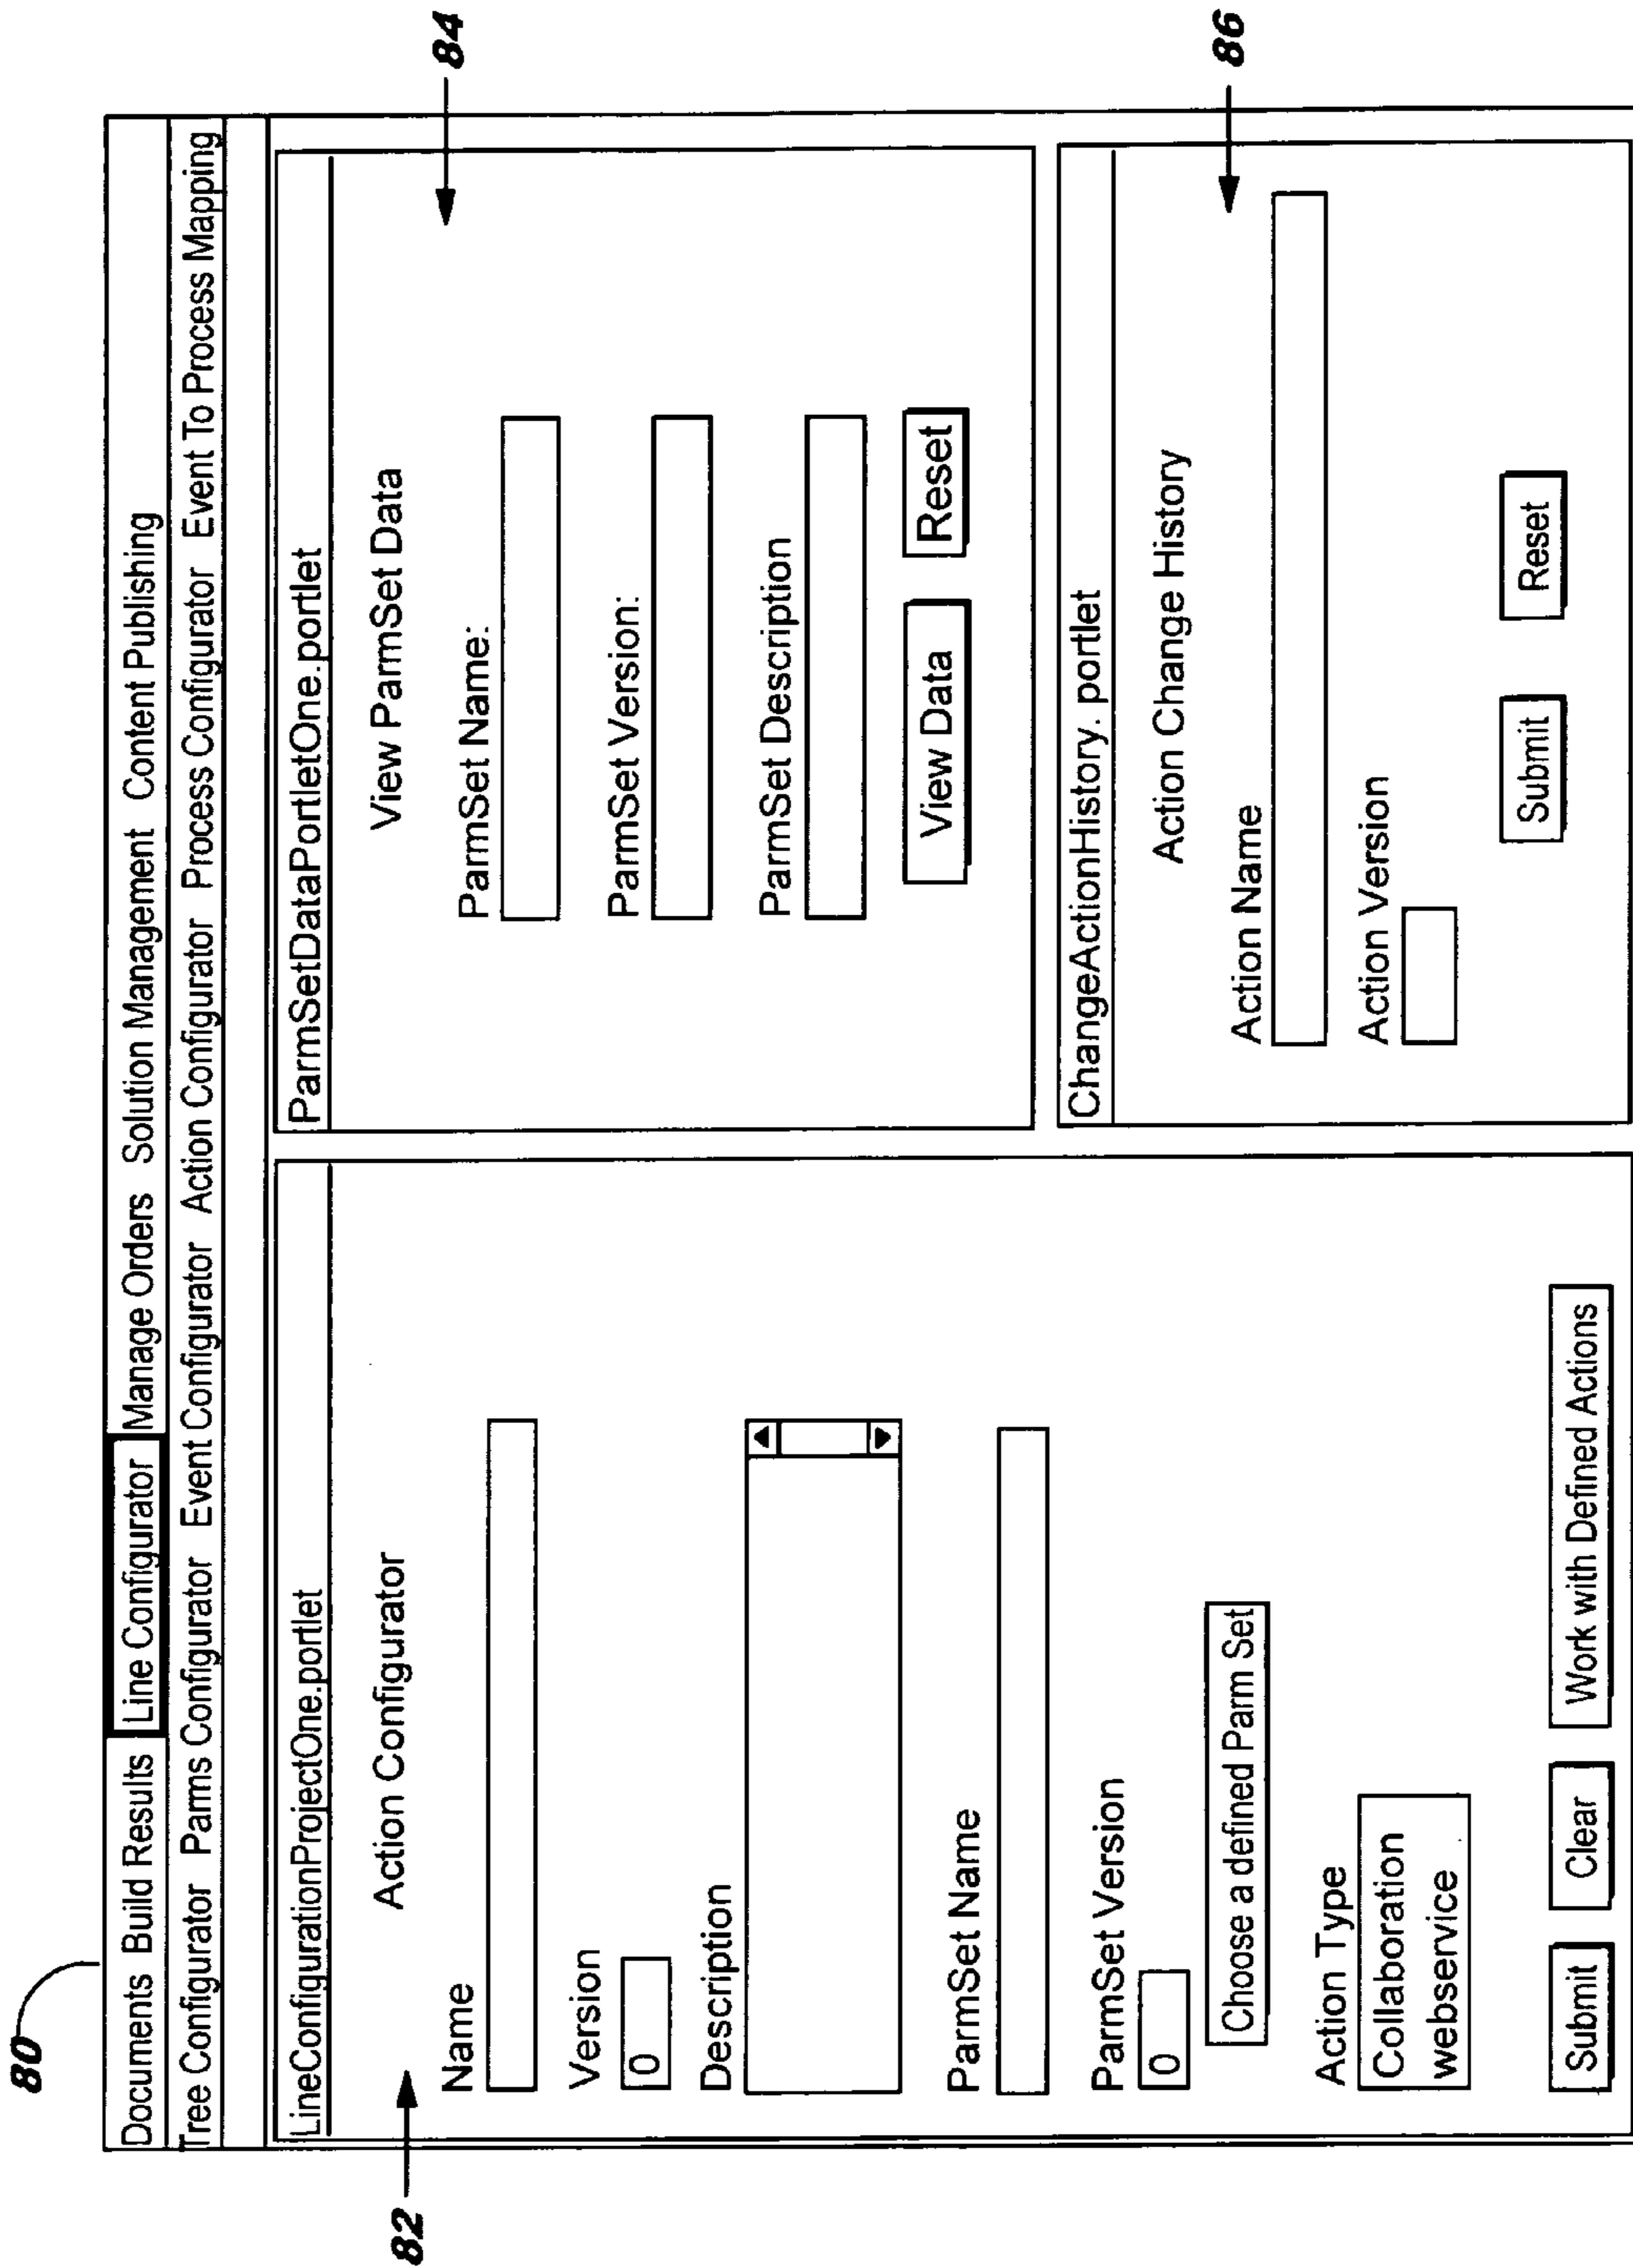 80
Documents Build Results Line Configurator Manage Orders Solution Management Content Publishing
Tree Configurator Parms Configurator Event Configurator Action Configurator Process Configurator Event To Process Mapping
82
LineConfigurationProjectOne.portlet
Action Configurator
Name
Version
0
Description
ParmSet Name
ParmSet Version
0
Choose a defined Parm Set
Action Type
Collaboration
webservice
Submit Clear Work with Defined Actions
84
ParmSetDataPortletOne.portlet
View ParmSet Data
ParmSet Name:
ParmSet Version:
ParmSet Description
View Data Reset
86
ChangeActionHistory. portlet
Action Change History
Action Name
Action Version
Submit Reset